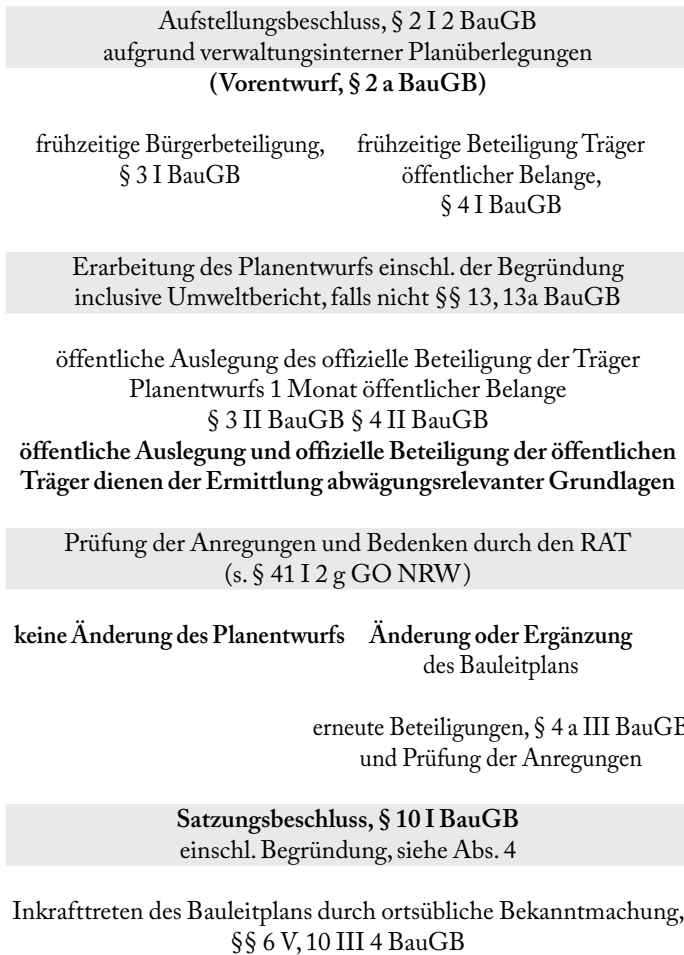 Aufstellungsbeschluss, § 2 I 2 BauGB
aufgrund verwaltungsinterner Planüberlegungen
(Vorentwurf, § 2 a BauGB)
frühzeitige Bürgerbeteiligung,
§ 3 I BauGB
frühzeitige Beteiligung Träger
öffentlicher Belange,
§ 4 I BauGB
Erarbeitung des Planentwurfs einschl. der Begründung
inclusive Umweltbericht, falls nicht §§ 13, 13a BauGB
öffentliche Auslegung des offizielle Beteiligung der Träger
Planentwurfs 1 Monat öffentlicher Belange
§ 3 II BauGB § 4 II BauGB
öffentliche Auslegung und offizielle Beteiligung der öffentlichen
Träger dienen der Ermittlung abwägungsrelevanter Grundlagen
Prüfung der Anregungen und Bedenken durch den RAT
(s. § 41 I 2 g GO NRW)
keine Änderung des Planentwurfs
Änderung oder Ergänzung
des Bauleitplans
erneute Beteiligungen, § 4 a III BauGB
und Prüfung der Anregungen
Satzungsbeschluss, § 10 I BauGB
einschl. Begründung, siehe Abs. 4
Inkrafttreten des Bauleitplans durch ortsübliche Bekanntmachung,
§§ 6 V, 10 III 4 BauGB